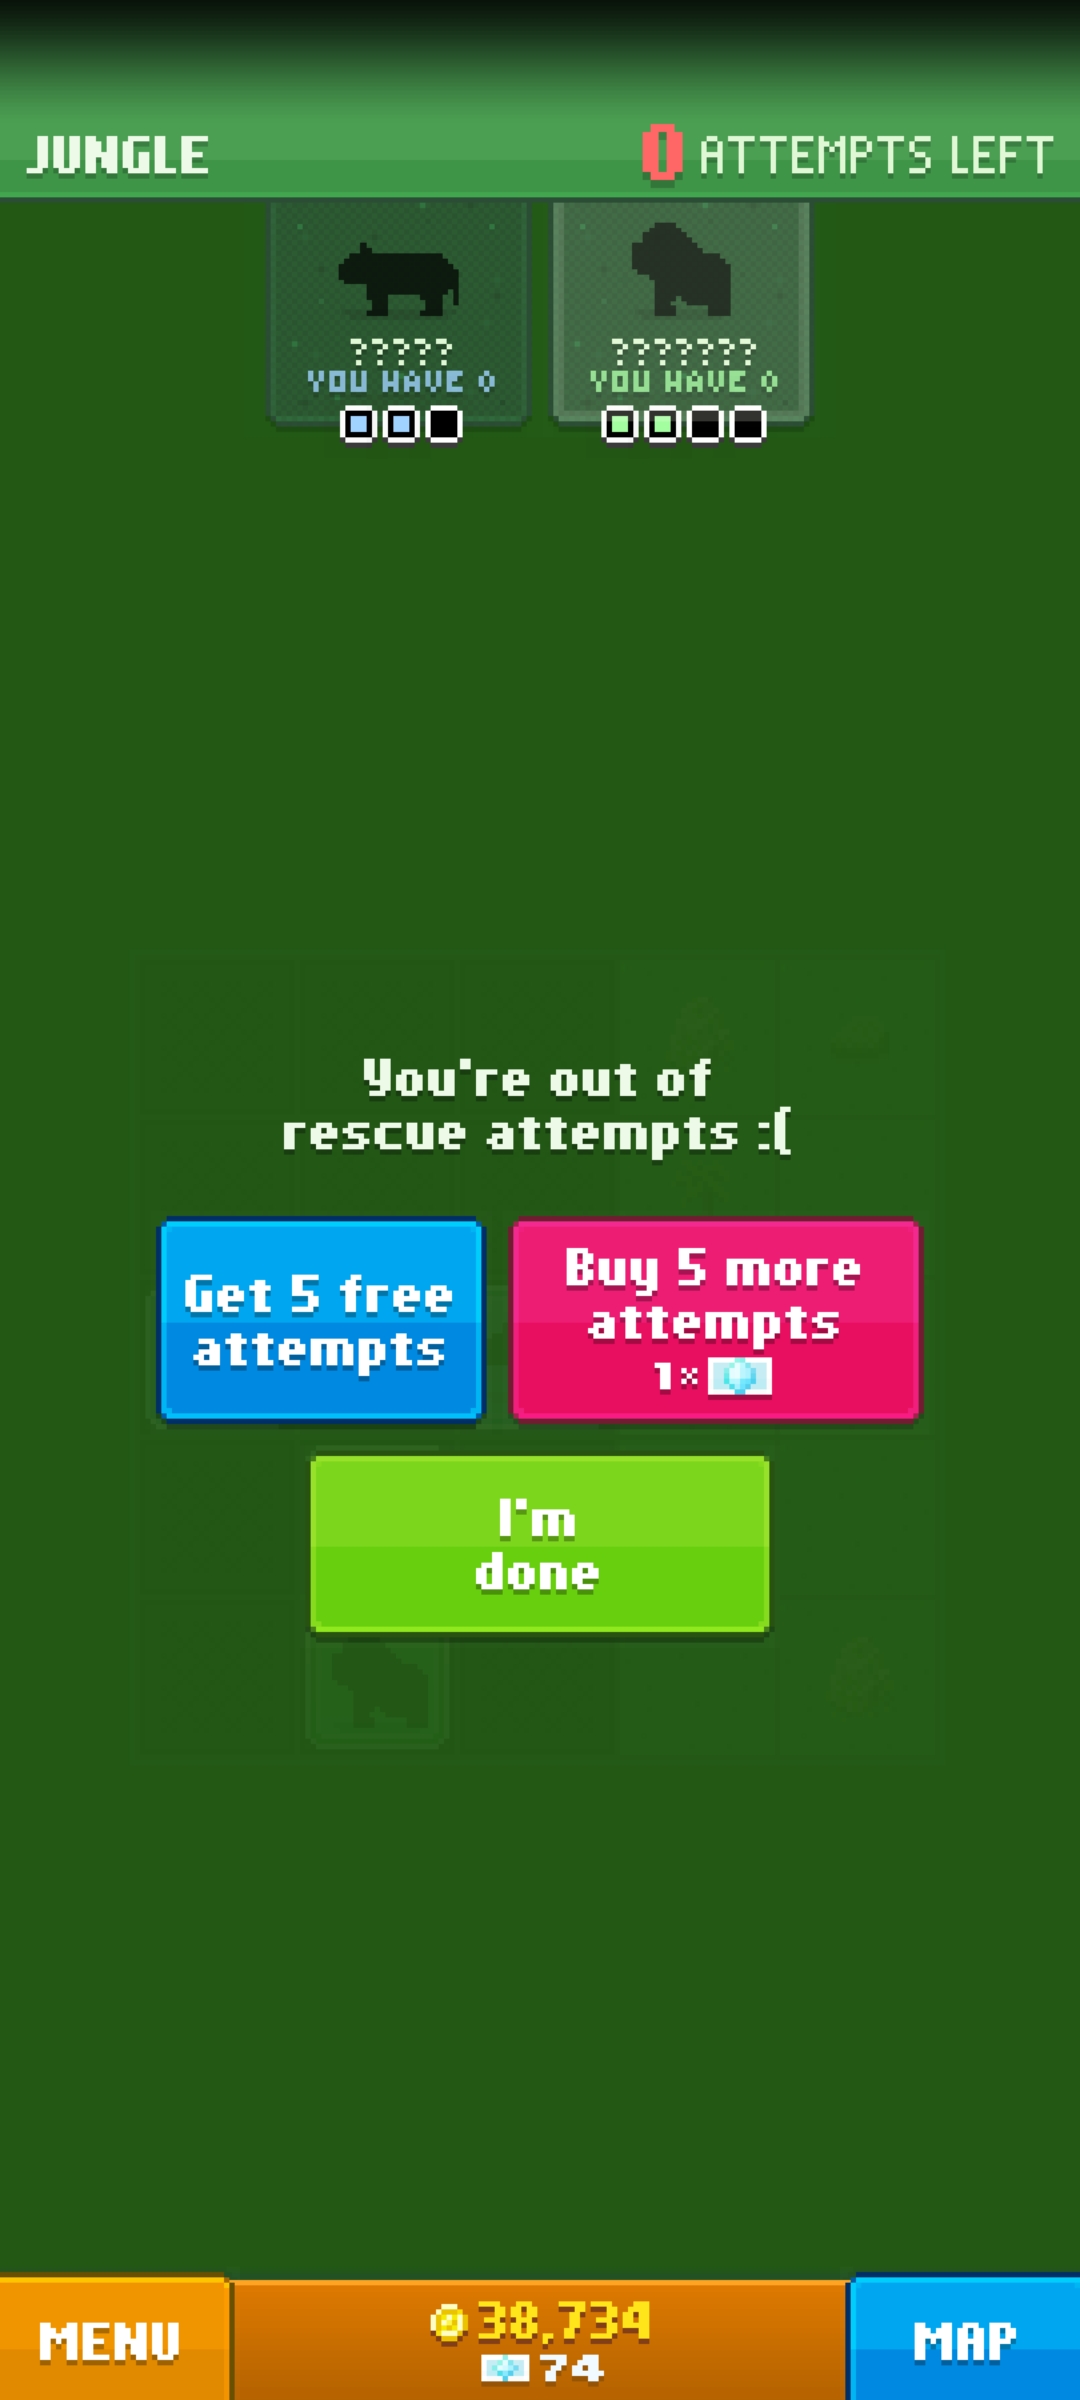 JUNGLE
0 ATTEMPTS LEFT
?????
YOU HAVE 0
???????
YOU HAVE 0
You're out of
rescue attempts :(
Get 5 free
attempts
Buy 5 more
attempts
1×
I'm
done
MENU
38,734
74
MAP